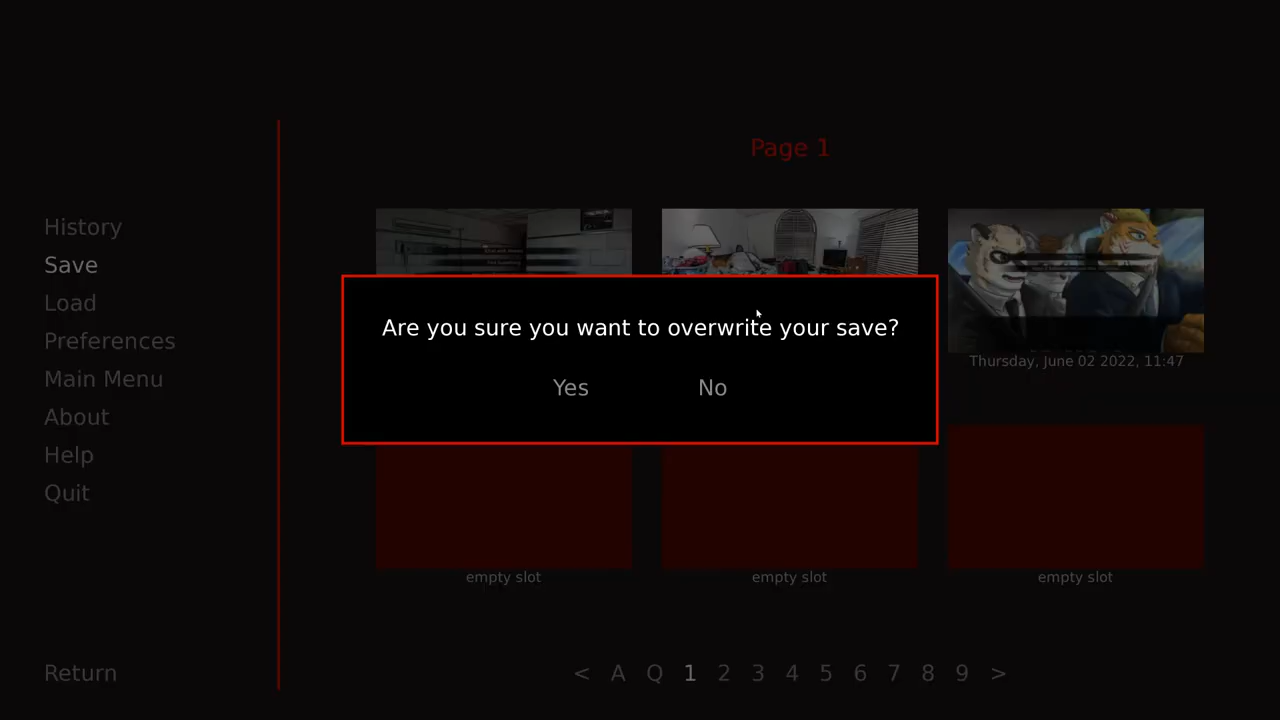 Page 1
History
Save
Load
Preferences
Main Menu
About
Help
Quit
Are you sure you want to overwrite your save?
Yes No
Thursday, June 02 2022, 11:47
empty slot empty slot empty slot
Return
< A Q 1 2 3 4 5 6 7 8 9 >